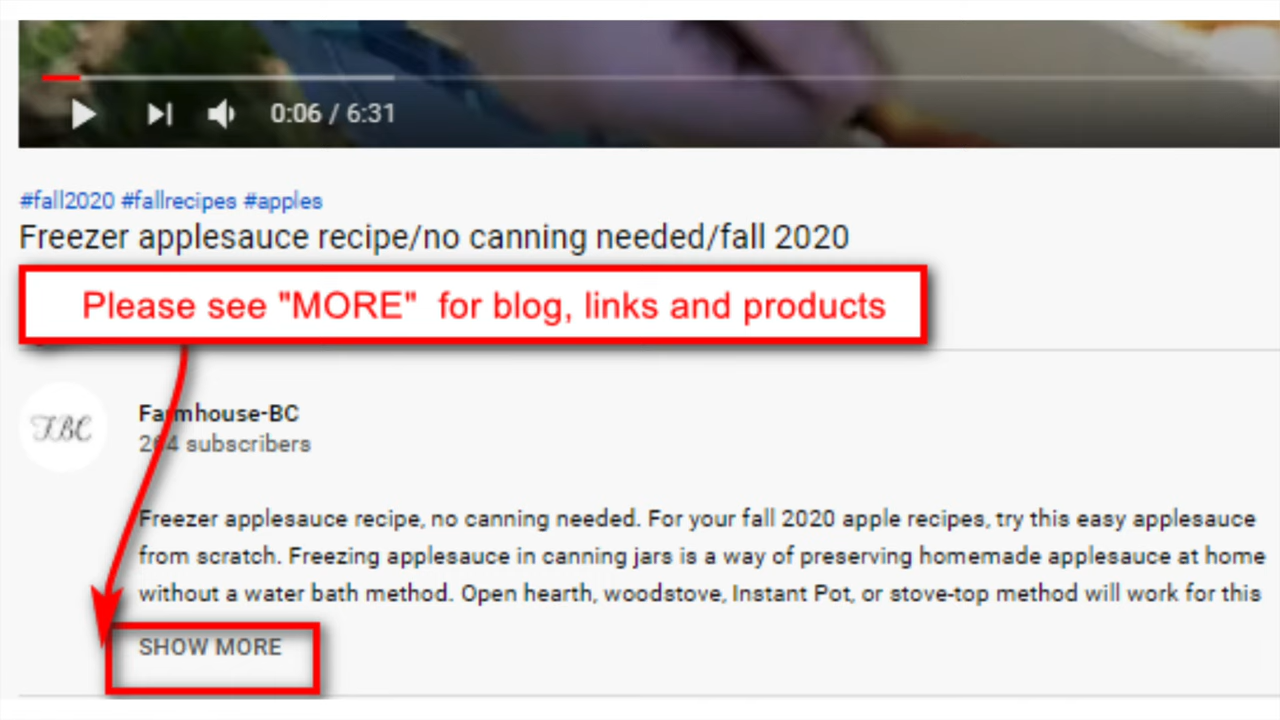 0:06 / 6:31
#fall2020 #fallrecipes #apples
Freezer applesauce recipe/no canning needed/fall 2020
Please see "MORE" for blog, links and products
FBC
Farmhouse-BC
264 subscribers
Freezer applesauce recipe, no canning needed. For your fall 2020 apple recipes, try this easy applesauce
from scratch. Freezing applesauce in canning jars is a way of preserving homemade applesauce at home
without a water bath method. Open hearth, woodstove, Instant Pot, or stove-top method will work for this
SHOW MORE